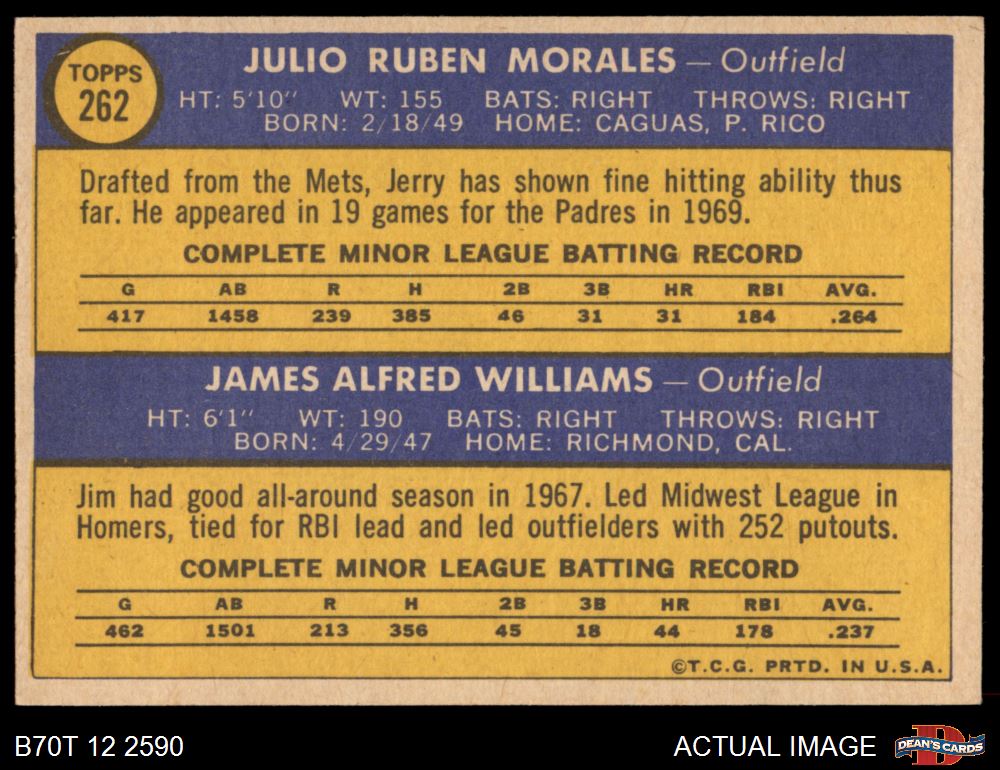 TOPPS
262
JULIO RUBEN MORALES — Outfield
HT: 5'10" WT: 155 BATS: RIGHT THROWS: RIGHT
BORN: 2/18/49 HOME: CAGUAS, P. RICO
Drafted from the Mets, Jerry has shown fine hitting ability thus
far. He appeared in 19 games for the Padres in 1969.
COMPLETE MINOR LEAGUE BATTING RECORD
G AB R H 2B 3B HR RBI AVG.
417 1458 239 385 46 31 31 184 .264
JAMES ALFRED WILLIAMS — Outfield
HT: 6'1" WT: 190 BATS: RIGHT THROWS: RIGHT
BORN: 4/29/47 HOME: RICHMOND, CAL.
Jim had good all-around season in 1967. Led Midwest League in
Homers, tied for RBI lead and led outfielders with 252 putouts.
COMPLETE MINOR LEAGUE BATTING RECORD
G AB R H 2B 3B HR RBI AVG.
462 1501 213 356 45 18 44 178 .237
©T.C.G. PRTD. IN U.S.A.
B70T 12 2590 ACTUAL IMAGE
D
DEAN'S CARDS